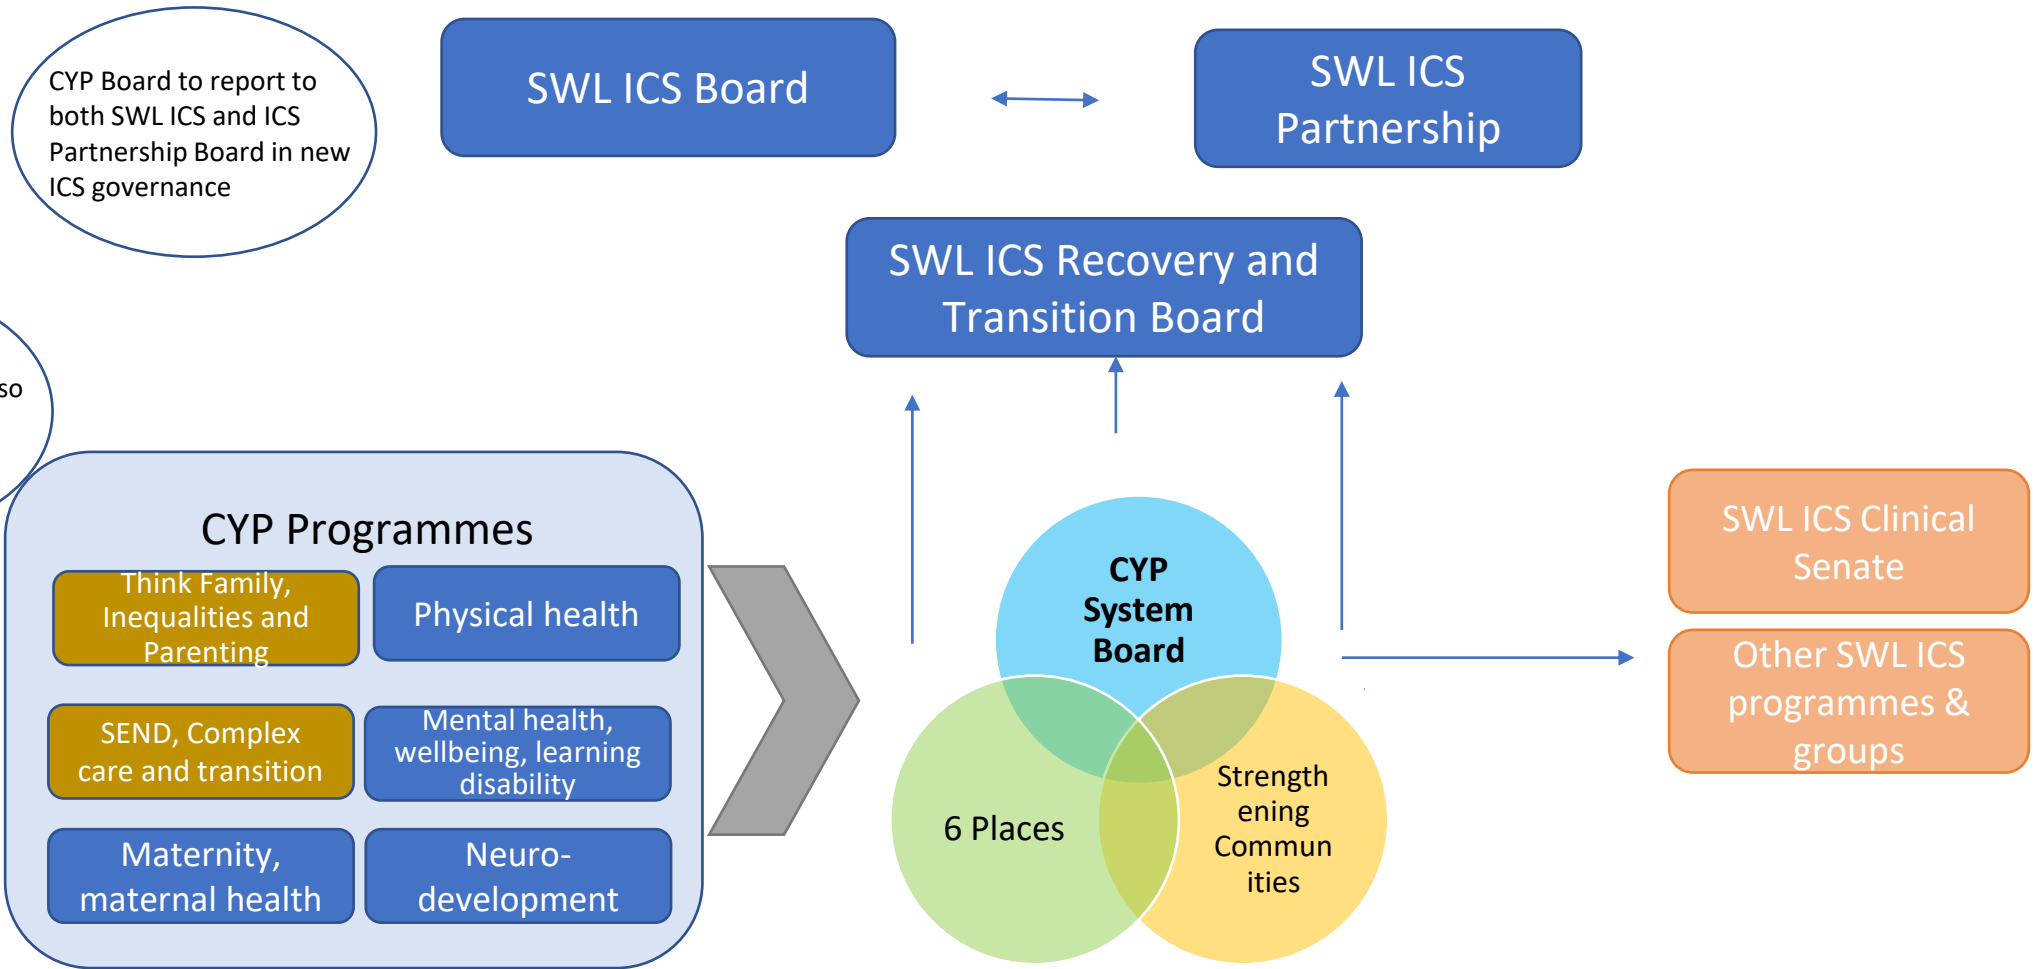 CYP Board to report to
both SWL ICS and ICS
Partnership Board in new
ICS governance
SWL ICS Board
SWL ICS
Partnership
SWL ICS Recovery and
Transition Board
so
CYP Programmes
Think Family,
Inequalities and
Parenting
Physical health
SEND, Complex
care and transition
Mental health,
wellbeing, learning
disability
Maternity,
maternal health
Neuro-
development
CYP
System
Board
6 Places
Strength
ening
Commun
ities
SWL ICS Clinical
Senate
Other SWL ICS
programmes &
groups